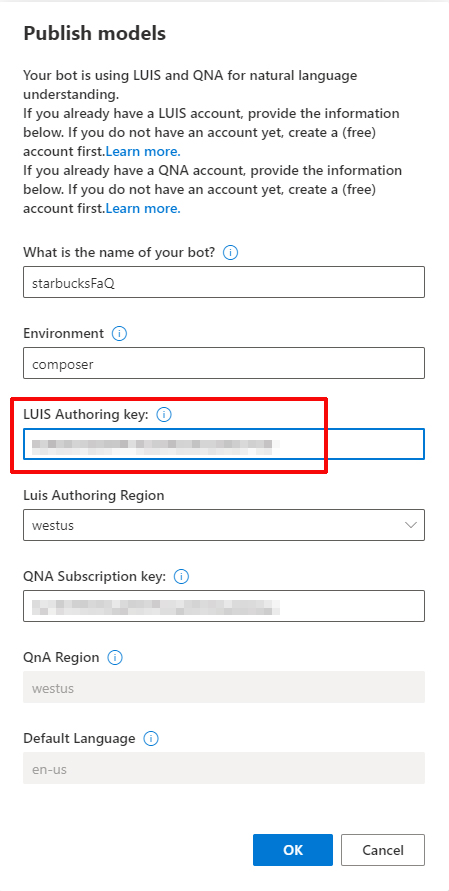 Publish models
Your bot is using LUIS and QNA for natural language
understanding.
If you already have a LUIS account, provide the information
below. If you do not have an account yet, create a (free)
account first.Learn more.
If you already have a QNA account, provide the information
below. If you do not have an account yet, create a (free)
account first.Learn more.
What is the name of your bot?
starbucksFaQ
Environment
composer
LUIS Authoring key:
Luis Authoring Region
westus
QNA Subscription key:
QnA Region
westus
Default Language
en-us
OK Cancel